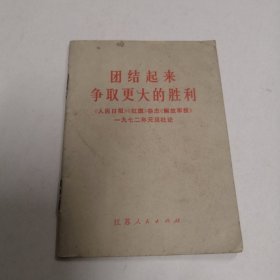 团结起来
争取更大的胜利
《人民日报》《红旗》杂志《解放军报》
一九七二年元旦社论
江苏人民出版社